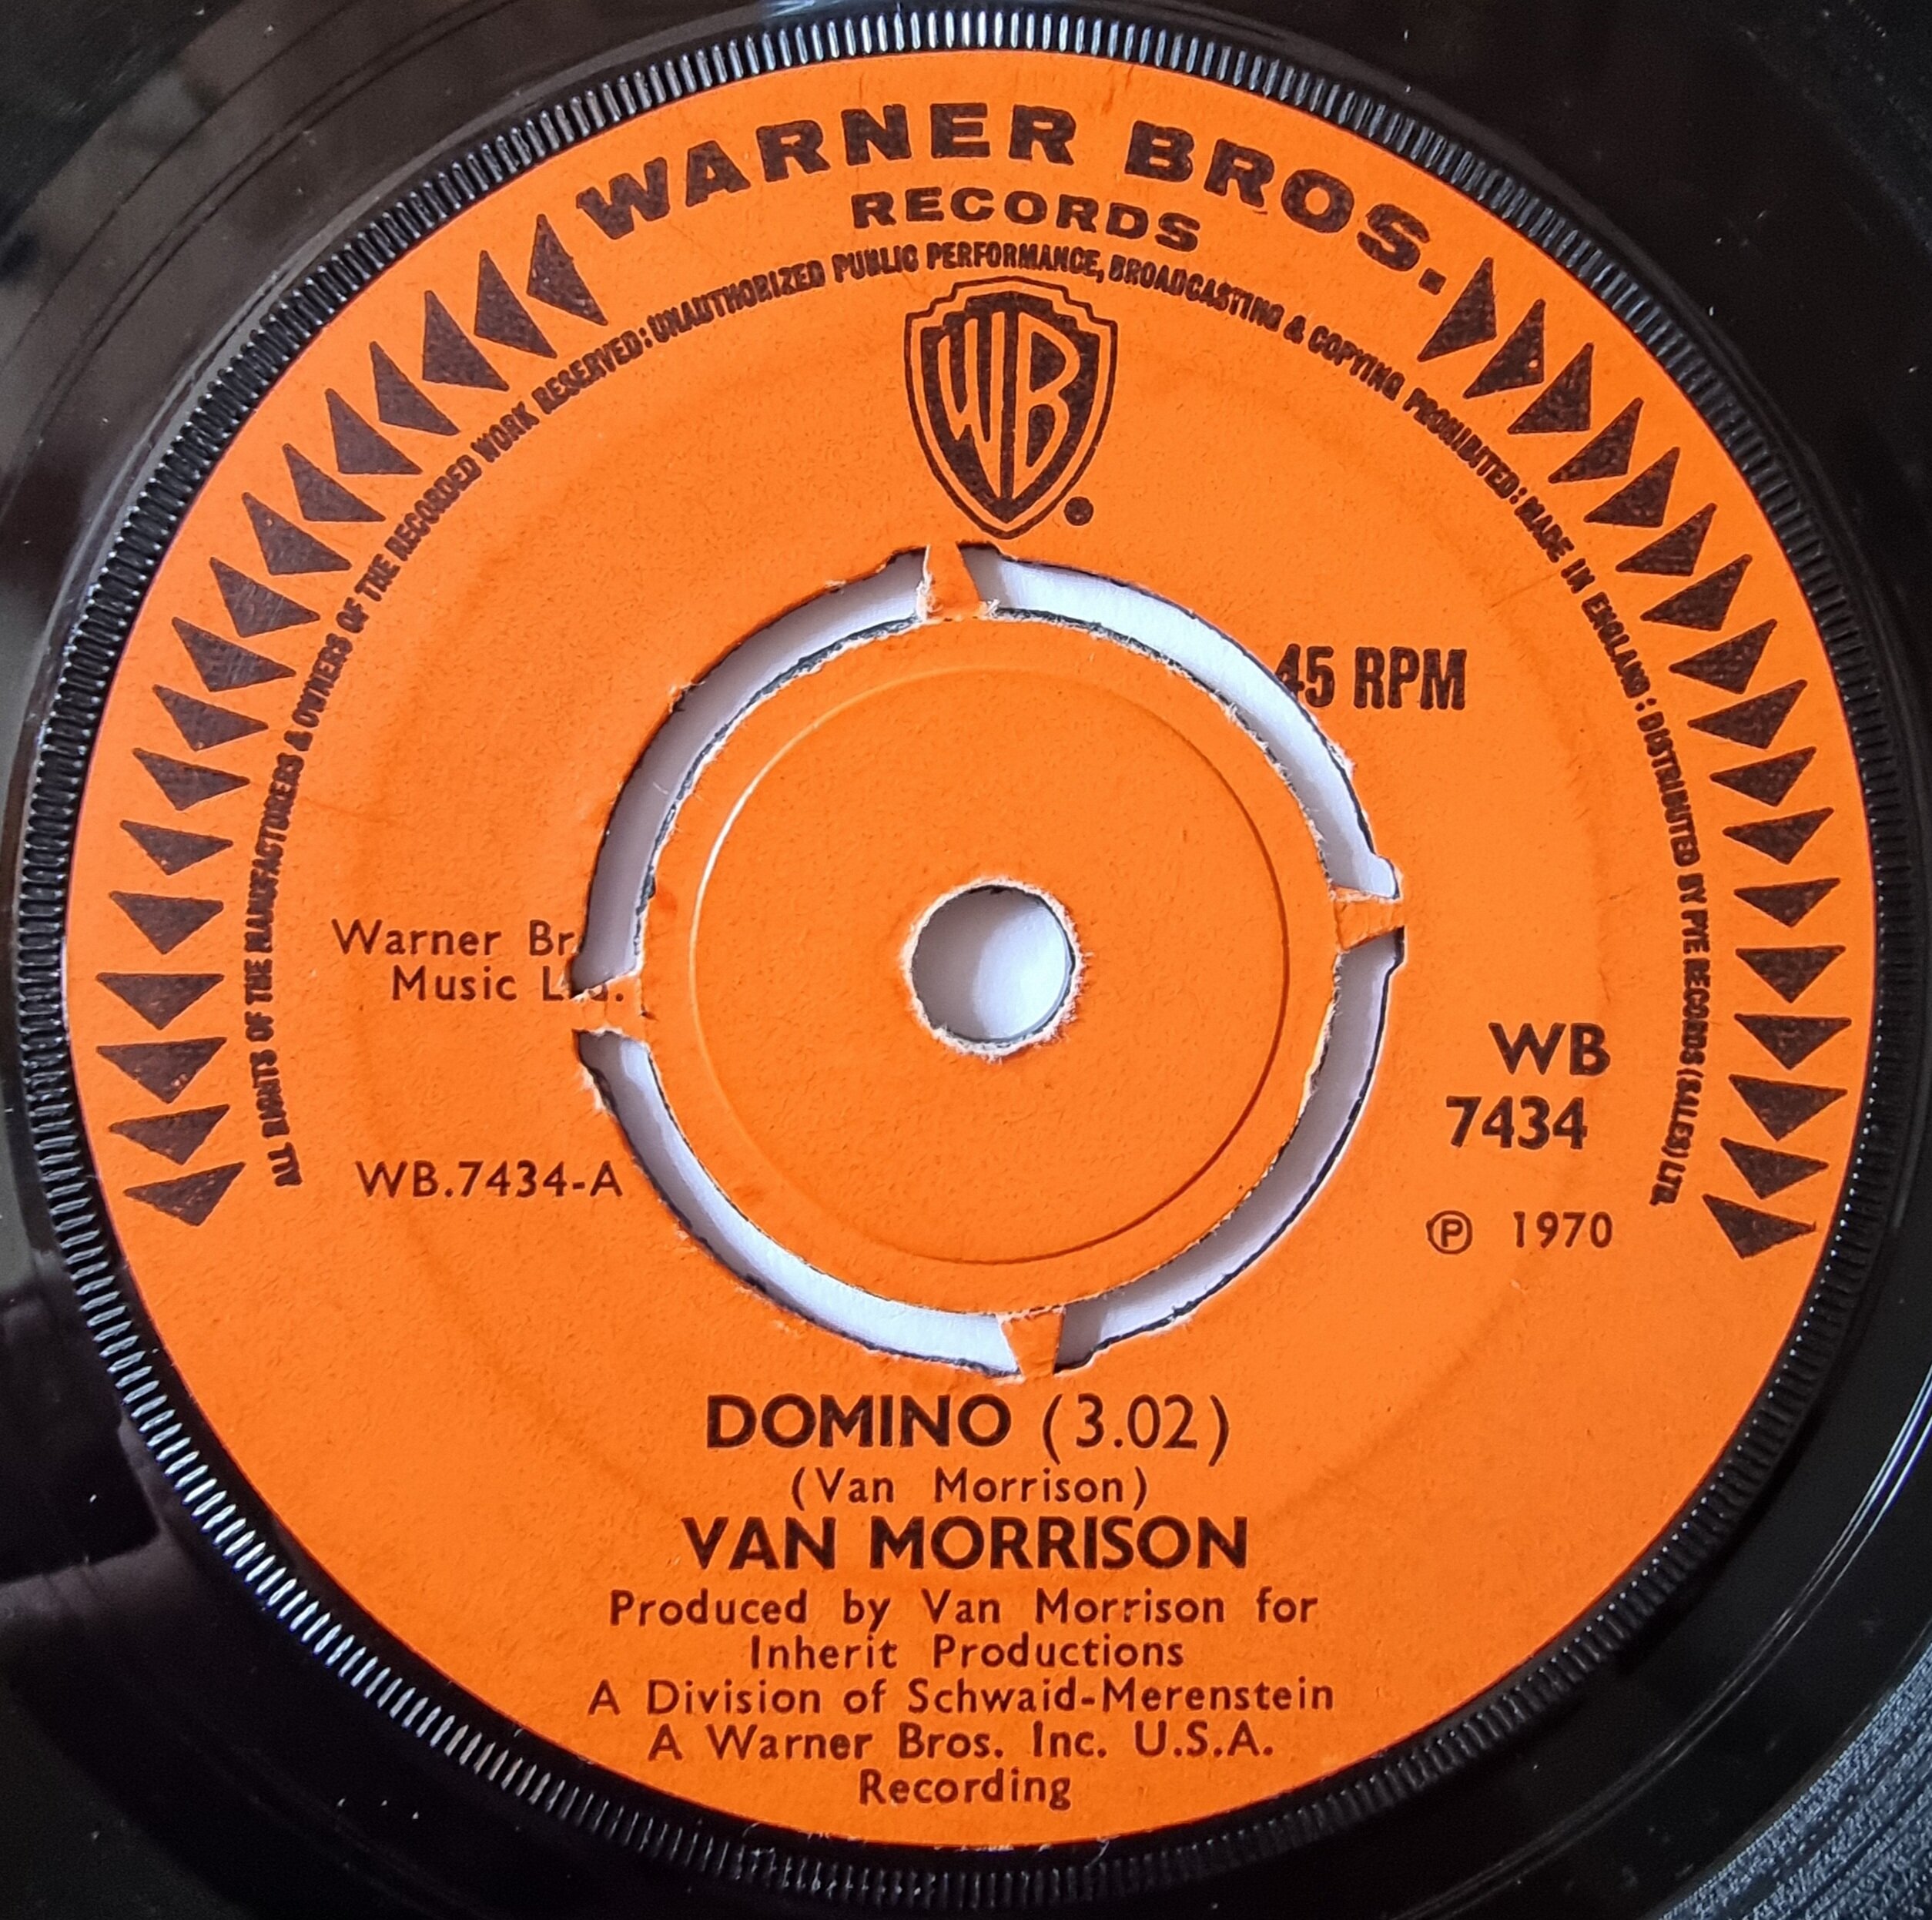 WARNER BROS.
RECORDS
ALL RIGHTS OF THE MANUFACTURERS & OWNERS OF THE RECORDED WORK RESERVED: UNAUTHORIZED PUBLIC PERFORMANCE, BROADCASTING & COPYING PROHIBITED: MADE IN ENGLAND: DISTRIBUTED BY PYE RECORDS (SALES) LTD.
WB
45 RPM
Warner Br
Music Ltd.
WB
7434
WB.7434-A
Ⓟ 1970
DOMINO (3.02)
(Van Morrison)
VAN MORRISON
Produced by Van Morrison for
Inherit Productions
A Division of Schwaid-Merenstein
A Warner Bros. Inc. U.S.A.
Recording